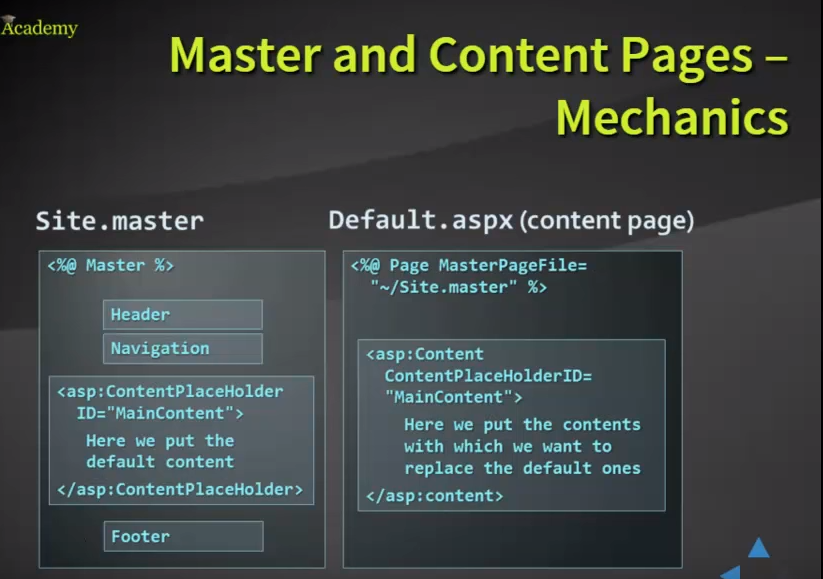 Academy
Master and Content Pages –
Mechanics
Site.master
<%@ Master %>
Header
Navigation
<asp:ContentPlaceHolder
ID="MainContent">
Here we put the
default content
</asp:ContentPlaceHolder>
Footer
Default.aspx (content page)
<%@ Page MasterPageFile=
"~/Site.master" %>
<asp:Content
ContentPlaceHolderID=
"MainContent">
Here we put the contents
with which we want to
replace the default ones
</asp:content>